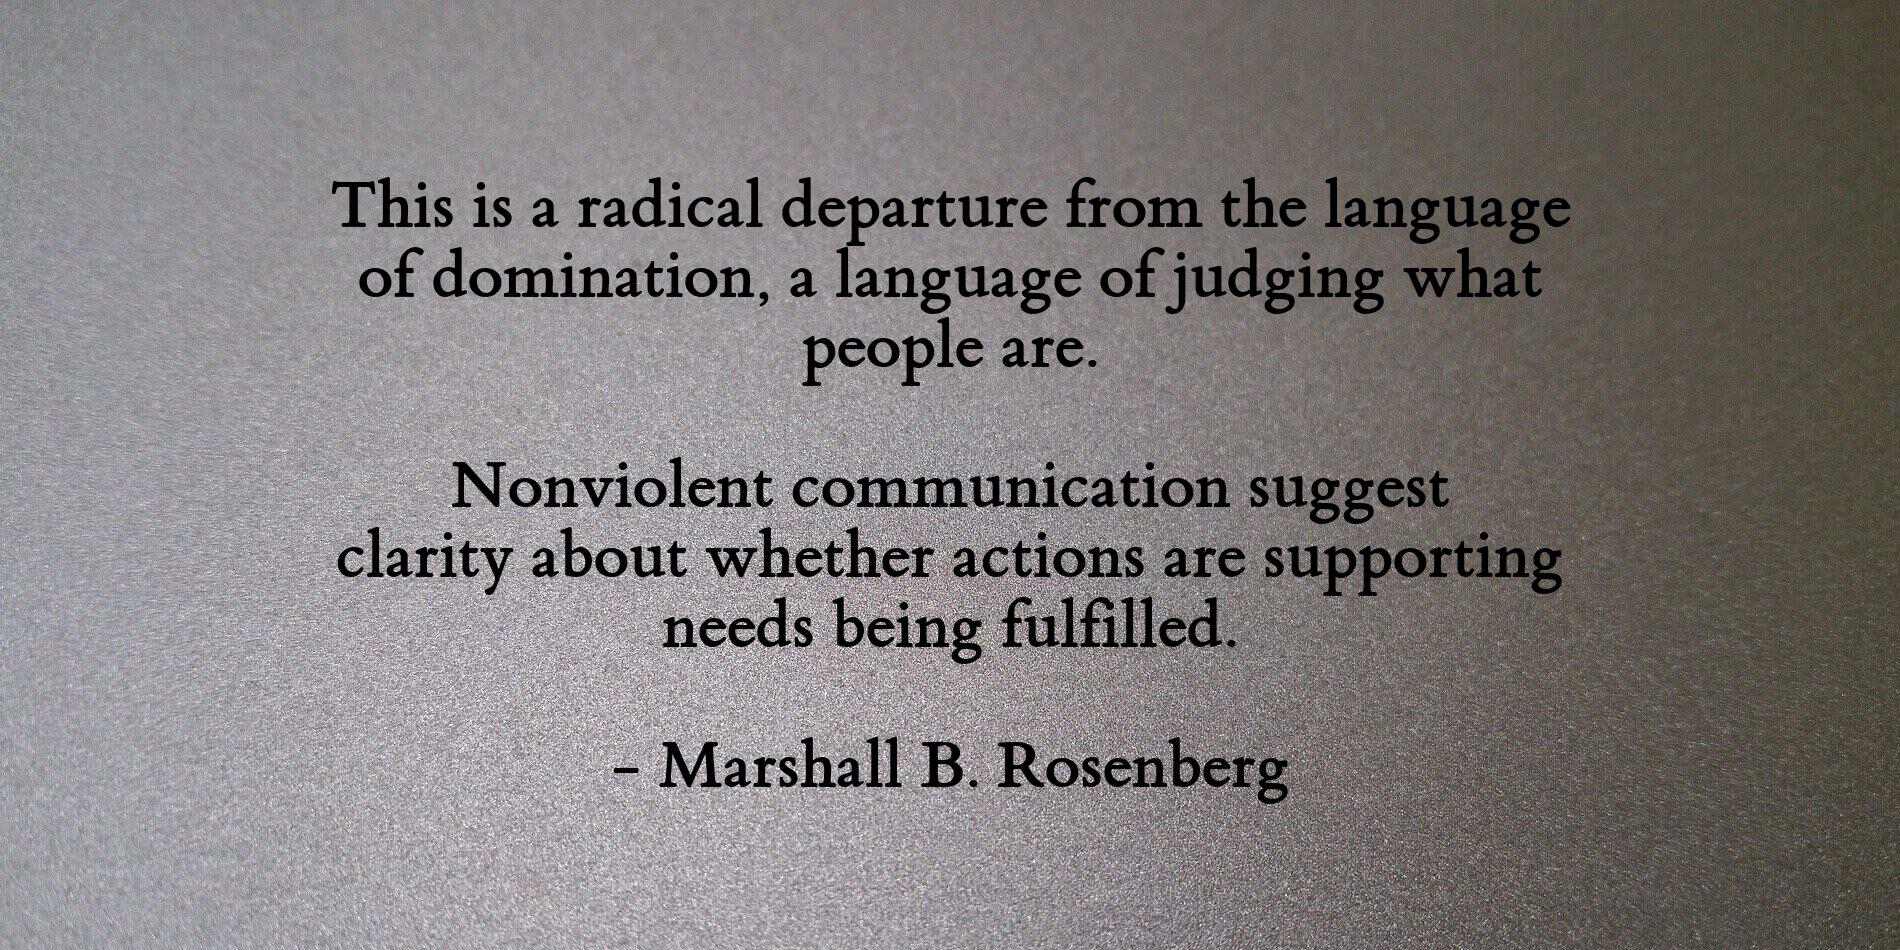 This is a radical departure from the language
of domination, a language of judging what
people are.
Nonviolent communication suggest
clarity about whether actions are supporting
needs being fulfilled.
- Marshall B. Rosenberg